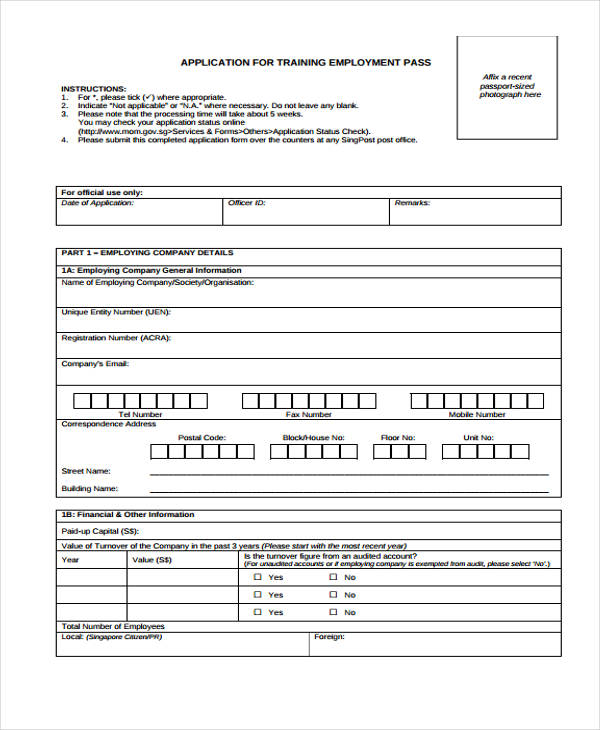 APPLICATION FOR TRAINING EMPLOYMENT PASS
Affix a recent
passport-sized
photograph here
INSTRUCTIONS:
1. For *, please tick (✓) where appropriate.
2. Indicate "Not applicable" or "N.A." where necessary. Do not leave any blank.
3. Please note that the processing time will take about 5 weeks.
You may check your application status online
(http://www.mom.gov.sg>Services & Forms>Others>Application Status Check).
4. Please submit this completed application form over the counters at any SingPost post office.
For official use only:
Date of Application: Officer ID: Remarks:
PART 1 – EMPLOYING COMPANY DETAILS
1A: Employing Company General Information
Name of Employing Company/Society/Organisation:
Unique Entity Number (UEN):
Registration Number (ACRA):
Company's Email:
Tel Number Fax Number Mobile Number
Correspondence Address
Postal Code: Block/House No: Floor No: Unit No:
Street Name:
Building Name:
1B: Financial & Other Information
Paid-up Capital (S$):
Value of Turnover of the Company in the past 3 years (Please start with the most recent year)
Year Value (S$) Is the turnover figure from an audited account?
(For unaudited accounts or if employing company is exempted from audit, please select 'No'.)
Yes No
Yes No
Yes No
Total Number of Employees
Local: (Singapore Citizen/PR) Foreign: